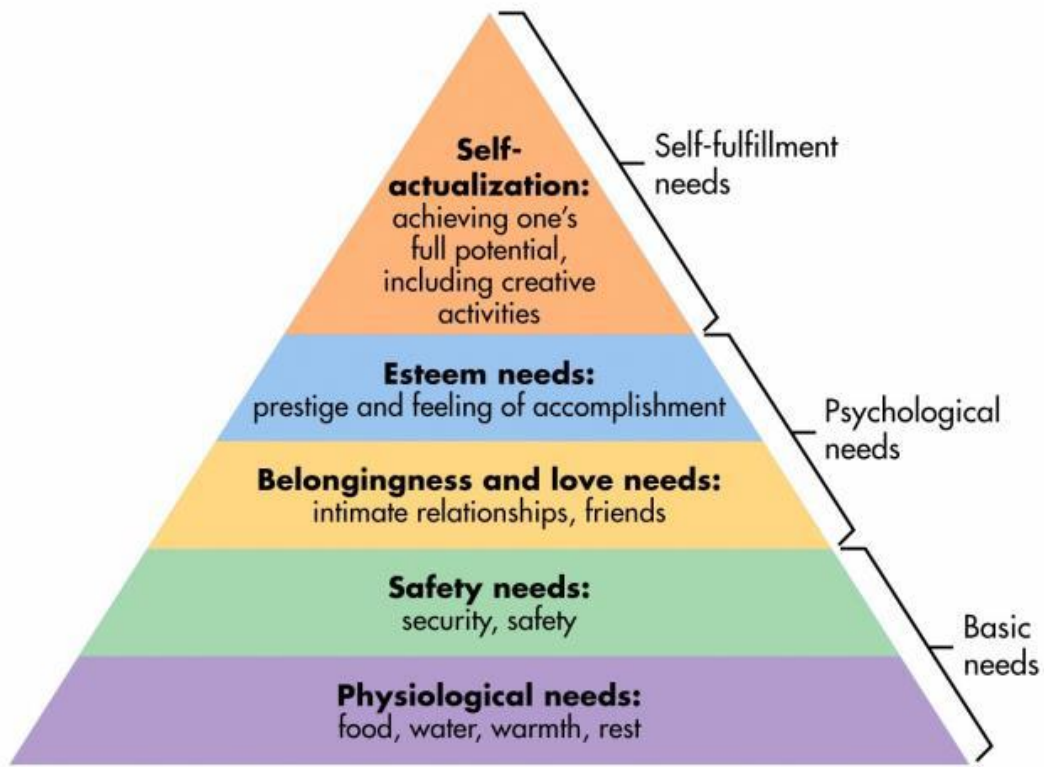 Self-
actualization:
achieving one's
full potential,
including creative
activities
Self-fulfillment
needs
Esteem needs:
prestige and feeling of accomplishment
Psychological
needs
Belongingness and love needs:
intimate relationships, friends
Safety needs:
security, safety
Basic
needs
Physiological needs:
food, water, warmth, rest